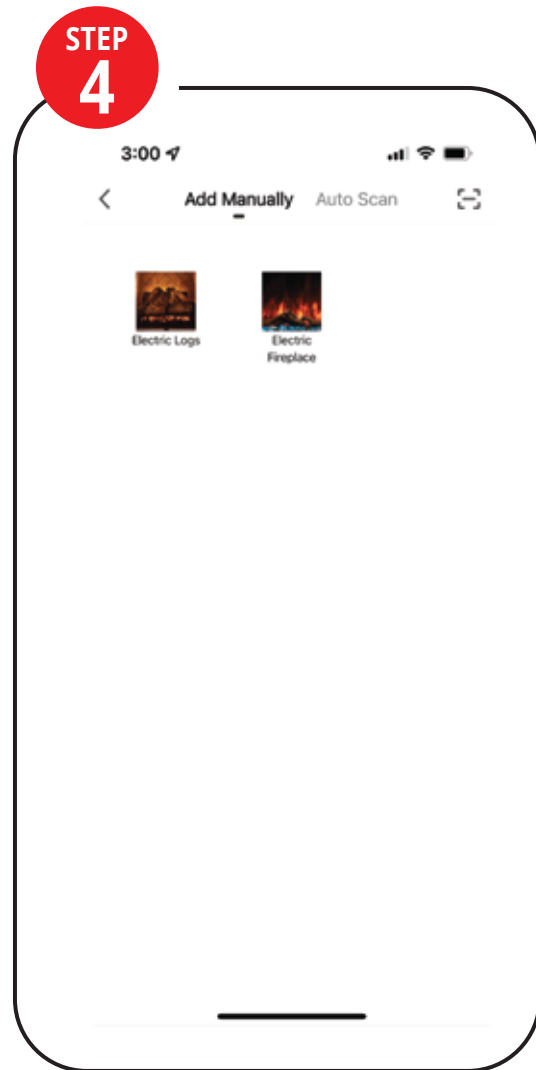 STEP
4
3:00
Add Manually Auto Scan
Electric Logs
Electric
Fireplace